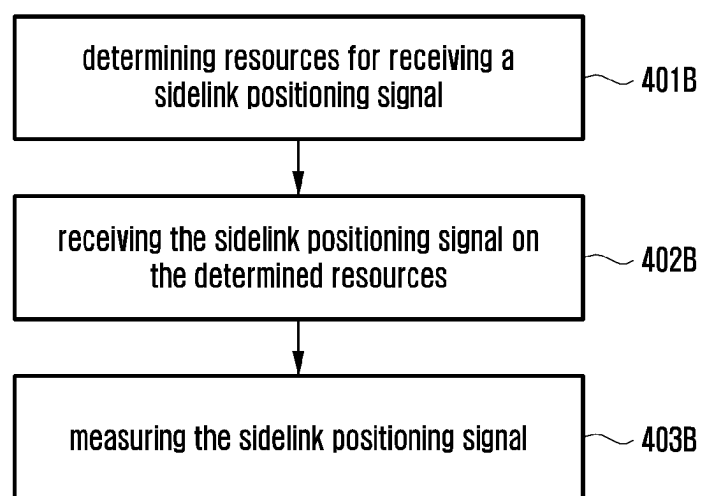 determining resources for receiving a
sidelink positioning signal
401B
receiving the sidelink positioning signal on
the determined resources
402B
measuring the sidelink positioning signal
403B